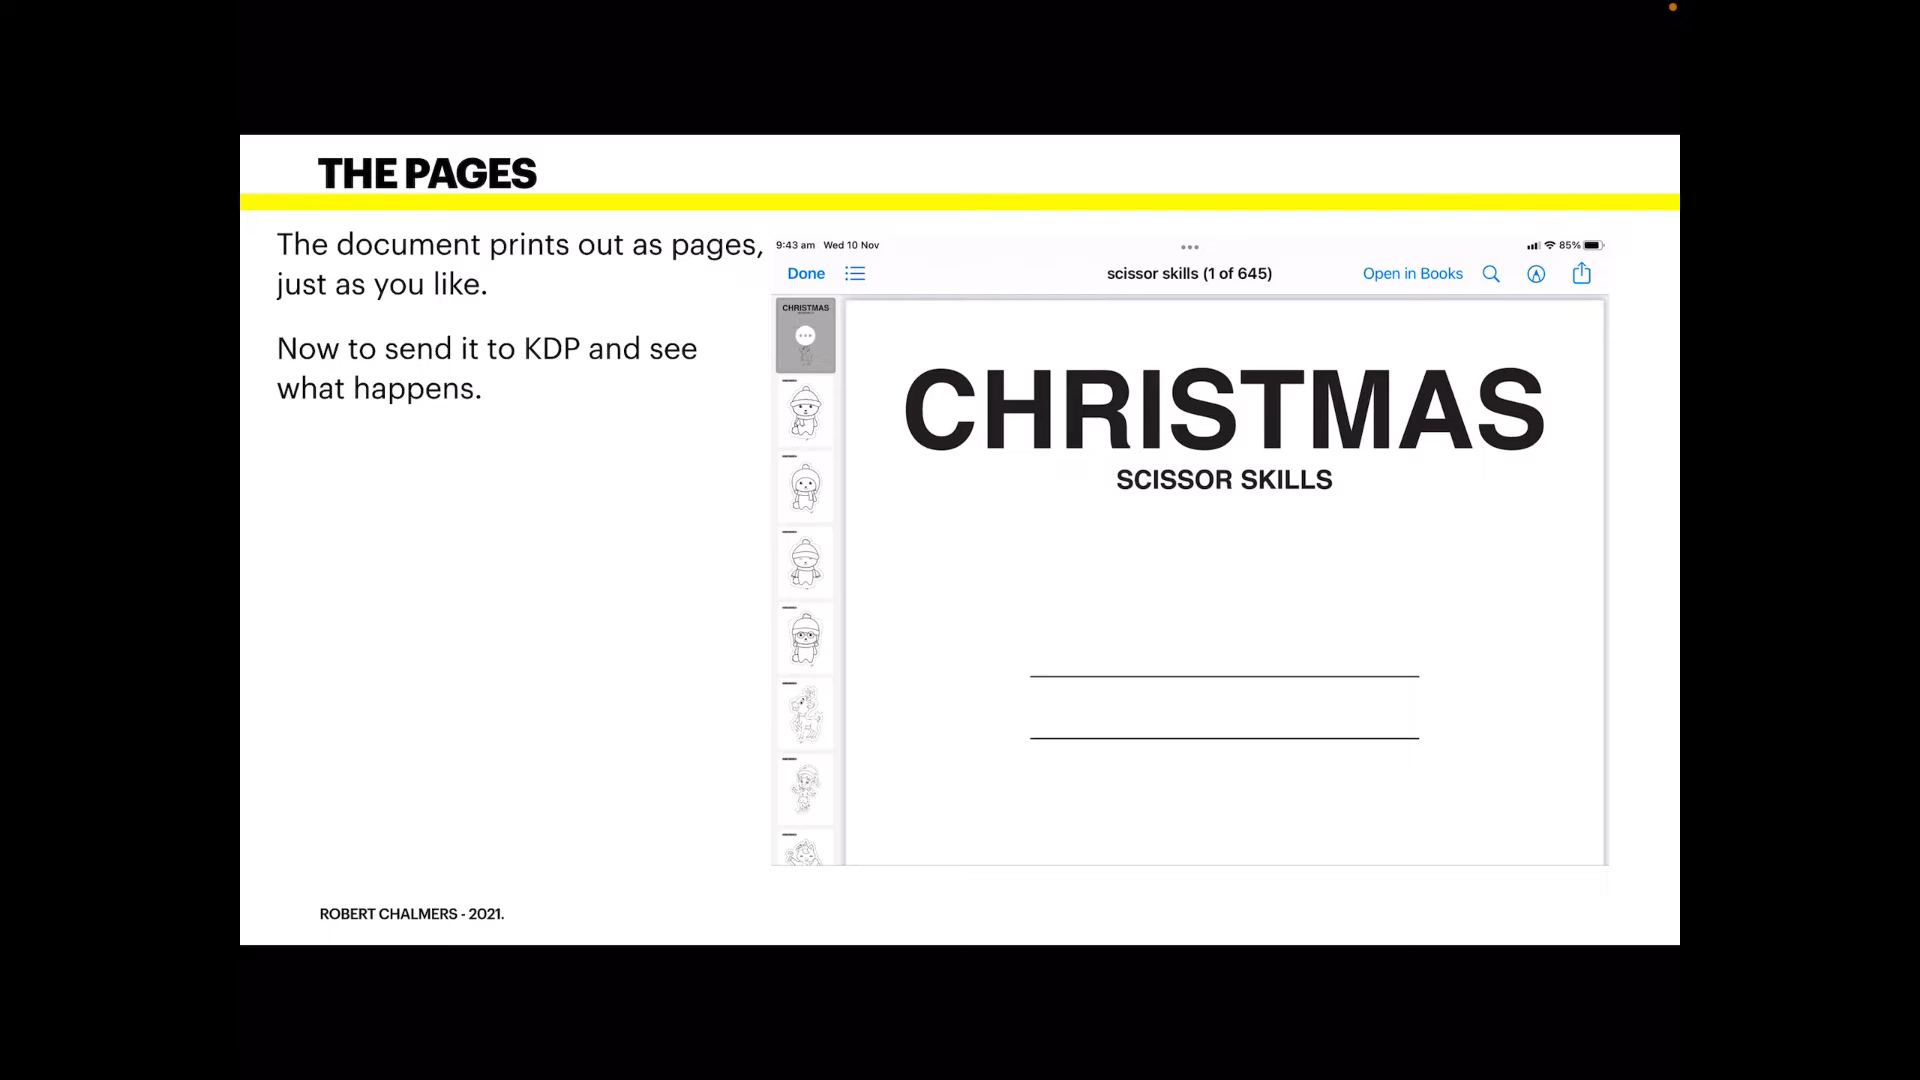 THE PAGES
The document prints out as pages,
just as you like.
Now to send it to KDP and see
what happens.
9:43 am Wed 10 Nov
85%
Done
scissor skills (1 of 645)
Open in Books
CHRISTMAS
CHRISTMAS
SCISSOR SKILLS
ROBERT CHALMERS - 2021.